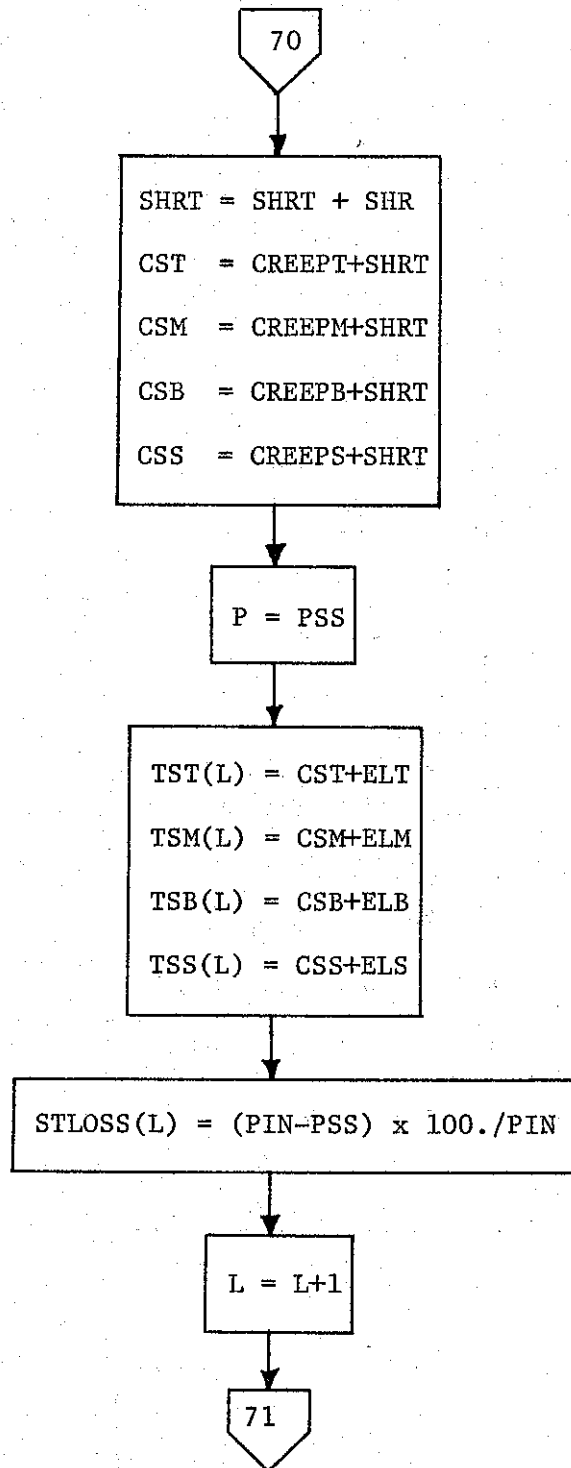 70
SHRT = SHRT + SHR
CST = CREEPT+SHRT
CSM = CREEPM+SHRT
CSB = CREEPB+SHRT
CSS = CREEPS+SHRT
P = PSS
TST(L) = CST+ELT
TSM(L) = CSM+ELM
TSB(L) = CSB+ELB
TSS(L) = CSS+ELS
STLOSS(L) = (PIN-PSS) x 100./PIN
L = L+1
71